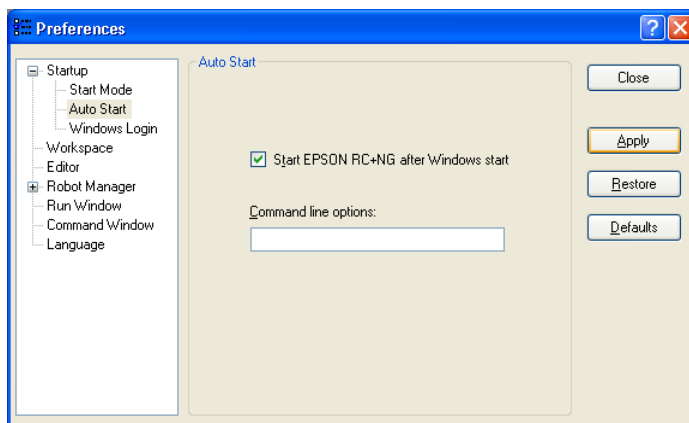 Preferences
Startup
Start Mode
Auto Start
Windows Login
Workspace
Editor
Robot Manager
Run Window
Command Window
Language
Auto Start
Start EPSON RC+NG after Windows start
Command line options:
Close
Apply
Restore
Defaults